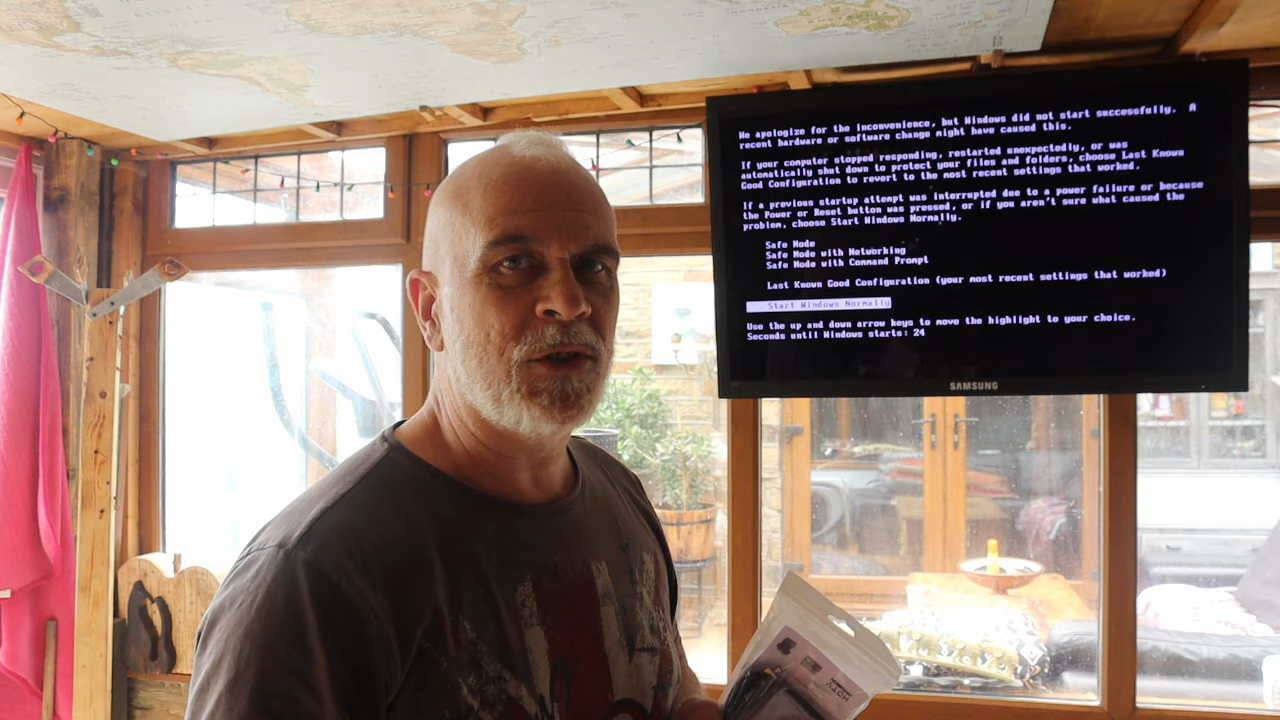 We apologize for the inconvenience, but Windows did not start successfully. A
recent hardware or software change might have caused this.
If your computer stopped responding, restarted unexpectedly, or was
automatically shut down to protect your files and folders, choose Last Known
Good Configuration to revert to the most recent settings that worked.
If a previous startup attempt was interrupted due to a power failure or because
the Power or Reset button was pressed, or if you aren't sure what caused the
problem, choose Start Windows Normally.
Safe Mode
Safe Mode with Networking
Safe Mode with Command Prompt
Last Known Good Configuration (your most recent settings that worked)
Start Windows Normally
Use the up and down arrow keys to move the highlight to your choice.
Seconds until Windows starts: 24
SAMSUNG
HDTV